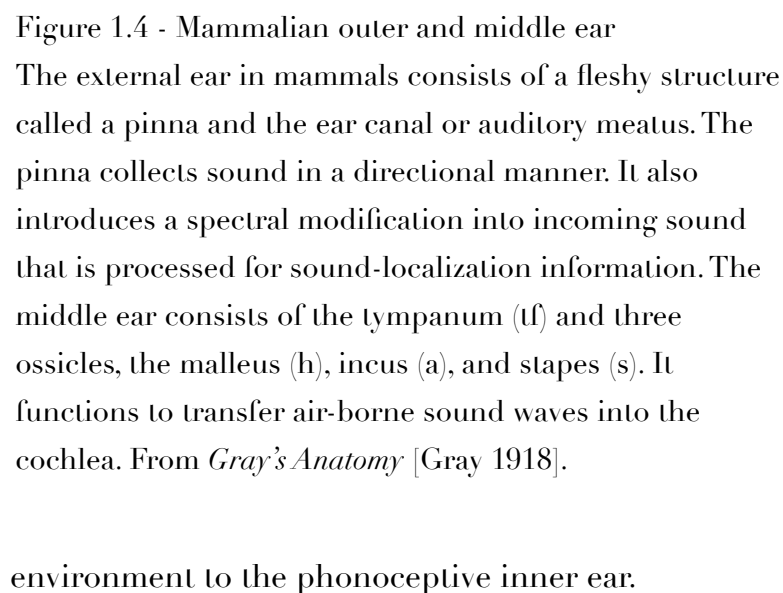 Figure 1.4 - Mammalian outer and middle ear
The external ear in mammals consists of a fleshy structure
called a pinna and the ear canal or auditory meatus. The
pinna collects sound in a directional manner. It also
introduces a spectral modification into incoming sound
that is processed for sound-localization information. The
middle ear consists of the tympanum (tf) and three
ossicles, the malleus (h), incus (a), and stapes (s). It
functions to transfer air-borne sound waves into the
cochlea. From Gray's Anatomy [Gray 1918].
environment to the phonoceptive inner ear.